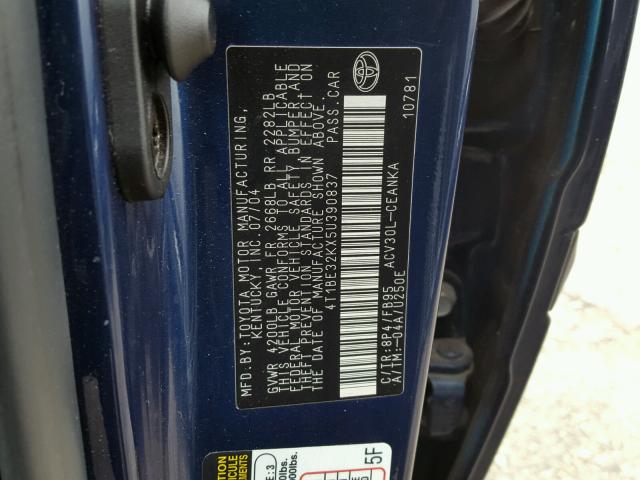 MFD.BY:TOYOTA MOTOR MANUFACTURING,
KENTUCKY,INC.07/04
GVWR 4200LB GAWR FR 2668LB RR 2282LB
THIS VEHICLE CONFORMS TO ALL APPLICABLE
FEDERAL MOTOR VEHICLE SAFETY,BUMPER,AND
THEFT PREVENTION STANDARDS IN EFFECT ON
THE DATE OF MANUFACTURE SHOWN ABOVE.
4T1BE32KX5U390837 PASS.CAR
ACV30L-CEANKA
C/TR:8P4/FB95
A/TM:-04A/U250E 10781
TOYOTA
5F